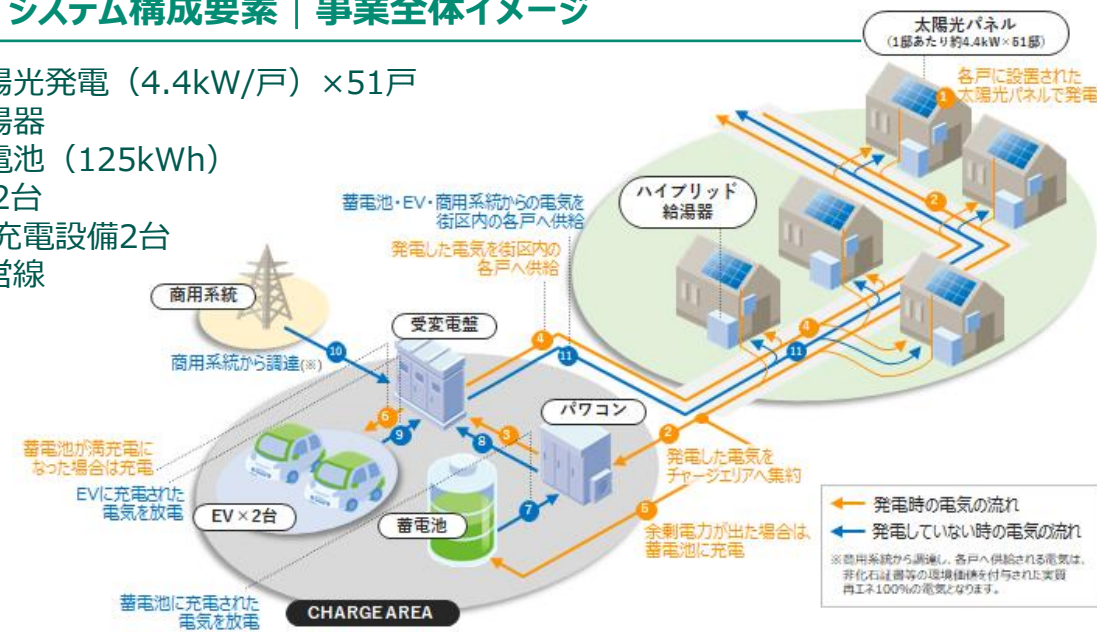 システム構成要素｜事業全体イメージ
陽光発電（4.4kW/戸）×51戸
湯器
電池（125kWh）
2台
充電設備2台
営線
太陽光パネル
（1邸あたり約4.4kW×51邸）
1
各戸に設置された
太陽光パネルで発電
2
ハイブリッド
給湯器
蓄電池・EV・商用系統からの電気を
街区内の各戸へ供給
発電した電気を街区内の
各戸へ供給
商用系統
受変電盤
4
11
4
11
10
商用系統から調達(※)
パワコン
6
9
3
8
2
発電した電気を
チャージエリアへ集約
蓄電池が満充電に
なった場合は充電
EVに充電された
電気を放電
EV×2台
蓄電池
7
5
余剰電力が出た場合は、
蓄電池に充電
発電時の電気の流れ
発電していない時の電気の流れ
※商用系統から調達し、各戸へ供給される電気は、
非化石証書等の環境価値を付与された実質
再エネ100%の電気となります。
蓄電池に充電された
電気を放電
CHARGE AREA